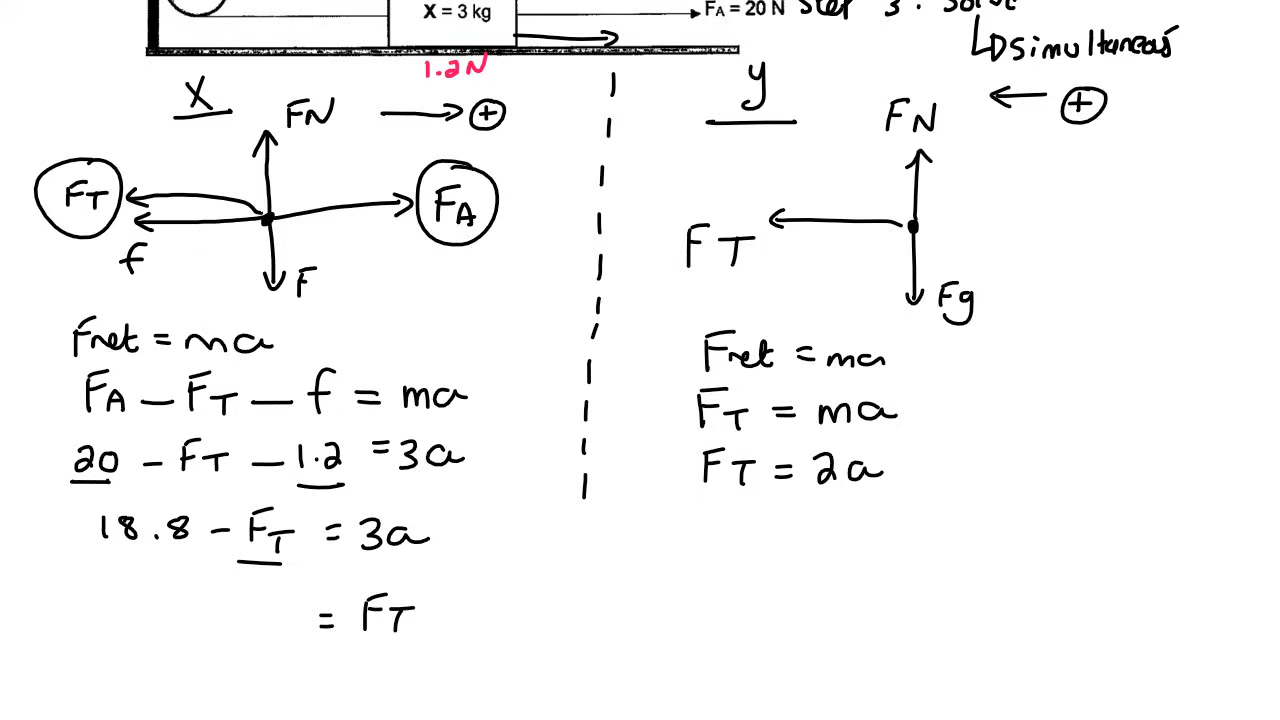 X = 3 kg
FA = 20 N
simultaneous
1.2N
X
FN
+
FT
FA
f
F
Fnet = ma
FA - FT - f = ma
20 - FT - 1.2 = 3a
18.8 - FT = 3a
= FT
y
FN
+
FT
Fg
Fnet = ma
FT = ma
FT = 2a